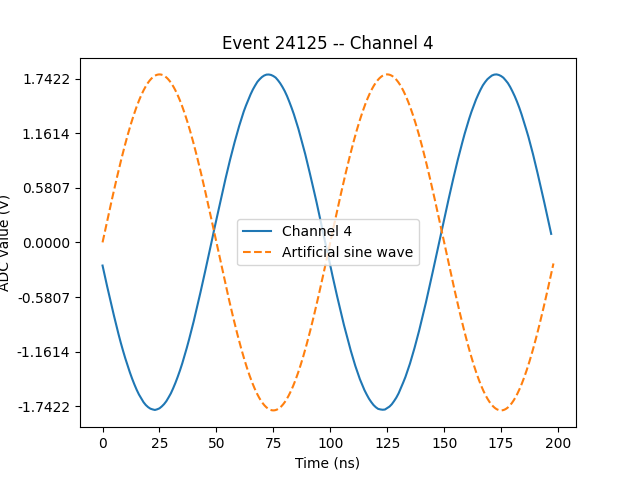 Event 24125 -- Channel 4
ADC Value (V)
1.7422
1.1614
0.5807
0.0000
-0.5807
-1.1614
-1.7422
Channel 4
Artificial sine wave
0 25 50 75 100 125 150 175 200
Time (ns)